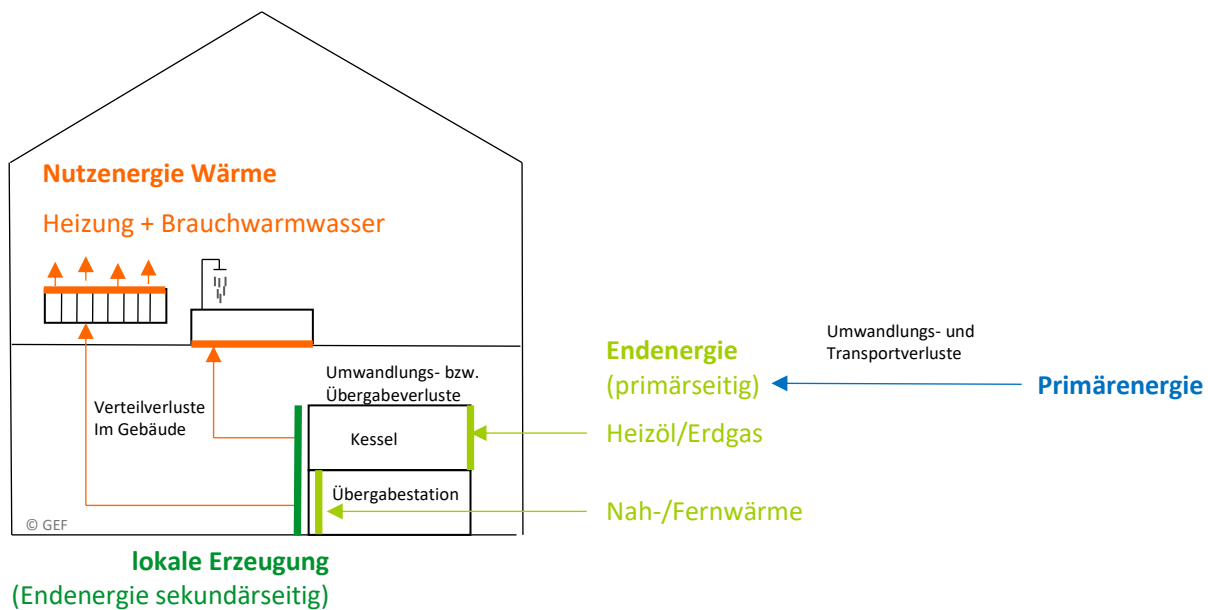 Nutzenergie Wärme
Heizung + Brauchwarmwasser
Umwandlungs- bzw.
Übergabeverluste
Verteilverluste
Im Gebäude
Kessel
Übergabestation
© GEF
lokale Erzeugung
(Endenergie sekundärseitig)
Endenergie
(primärseitig)
Heizöl/Erdgas
Nah-/Fernwärme
Umwandlungs- und
Transportverluste
Primärenergie